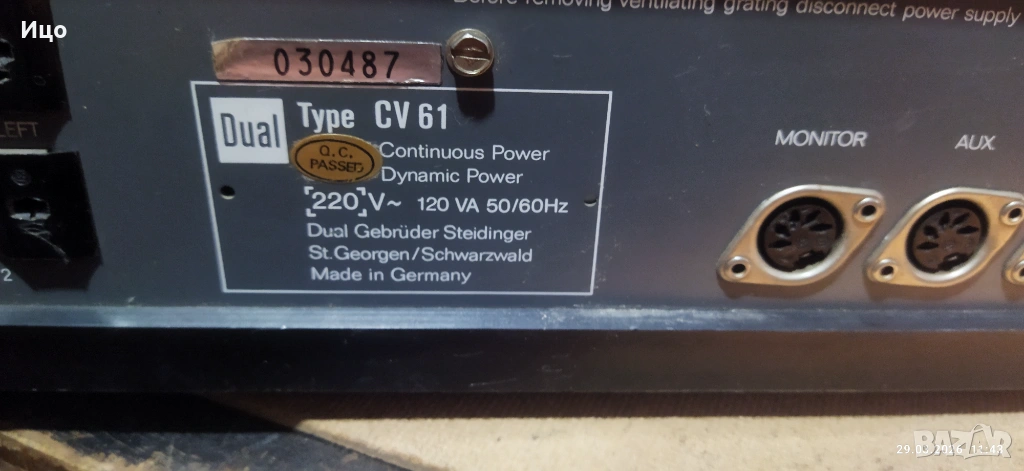 Ицо
Before removing ventilating grating disconnect power supply
030487
Dual Type CV 61
Q.C. PASSED
Continuous Power
Dynamic Power
220 V~ 120 VA 50/60Hz
Dual Gebrüder Steidinger
St. Georgen/Schwarzwald
Made in Germany
LEFT
2
MONITOR
AUX
BAZAR